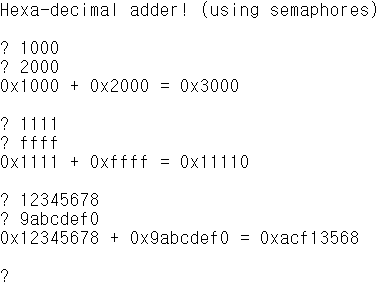 Hexa-decimal adder! (using semaphores)
? 1000
? 2000
0x1000 + 0x2000 = 0x3000
? 1111
? ffff
0x1111 + 0xffff = 0x11110
? 12345678
? 9abcdef0
0x12345678 + 0x9abcdef0 = 0xacf13568
?